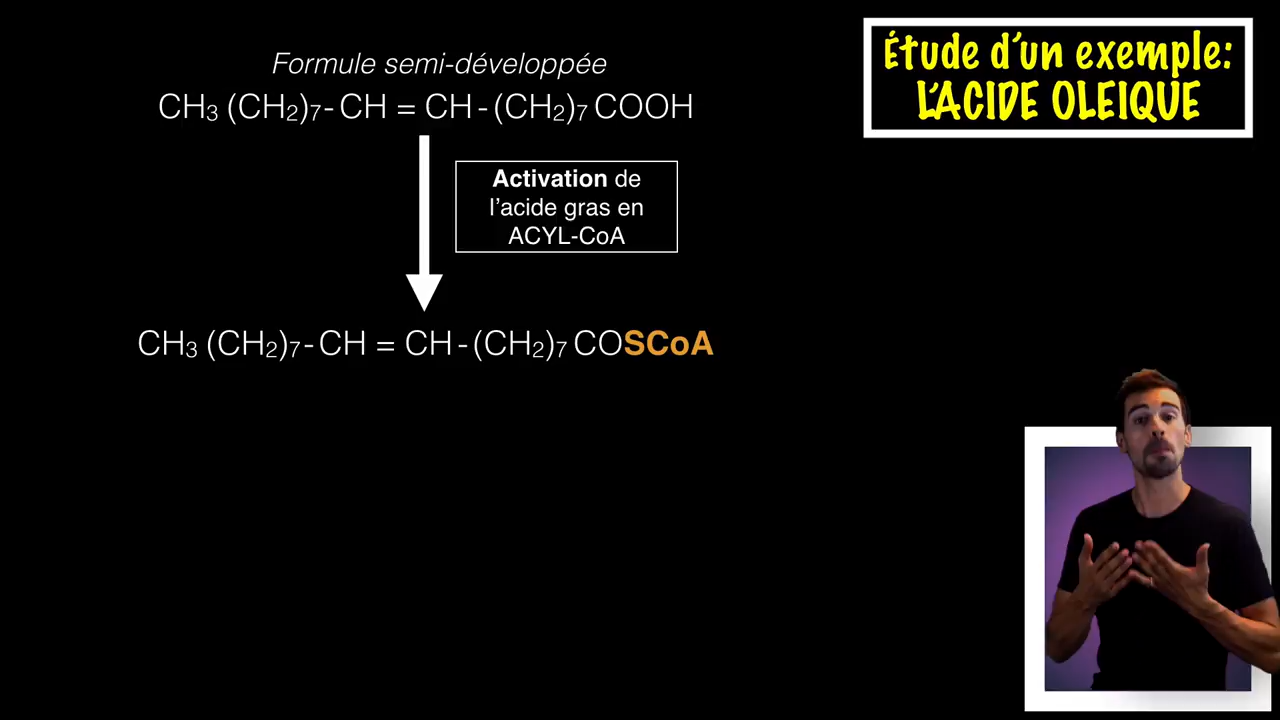 Étude d'un exemple:
L'ACIDE OLEIQUE
Formule semi-développée
CH3 (CH2)7 - CH = CH - (CH2)7 COOH
Activation de
l'acide gras en
ACYL-CoA
CH3 (CH2)7 - CH = CH - (CH2)7 COSCoA